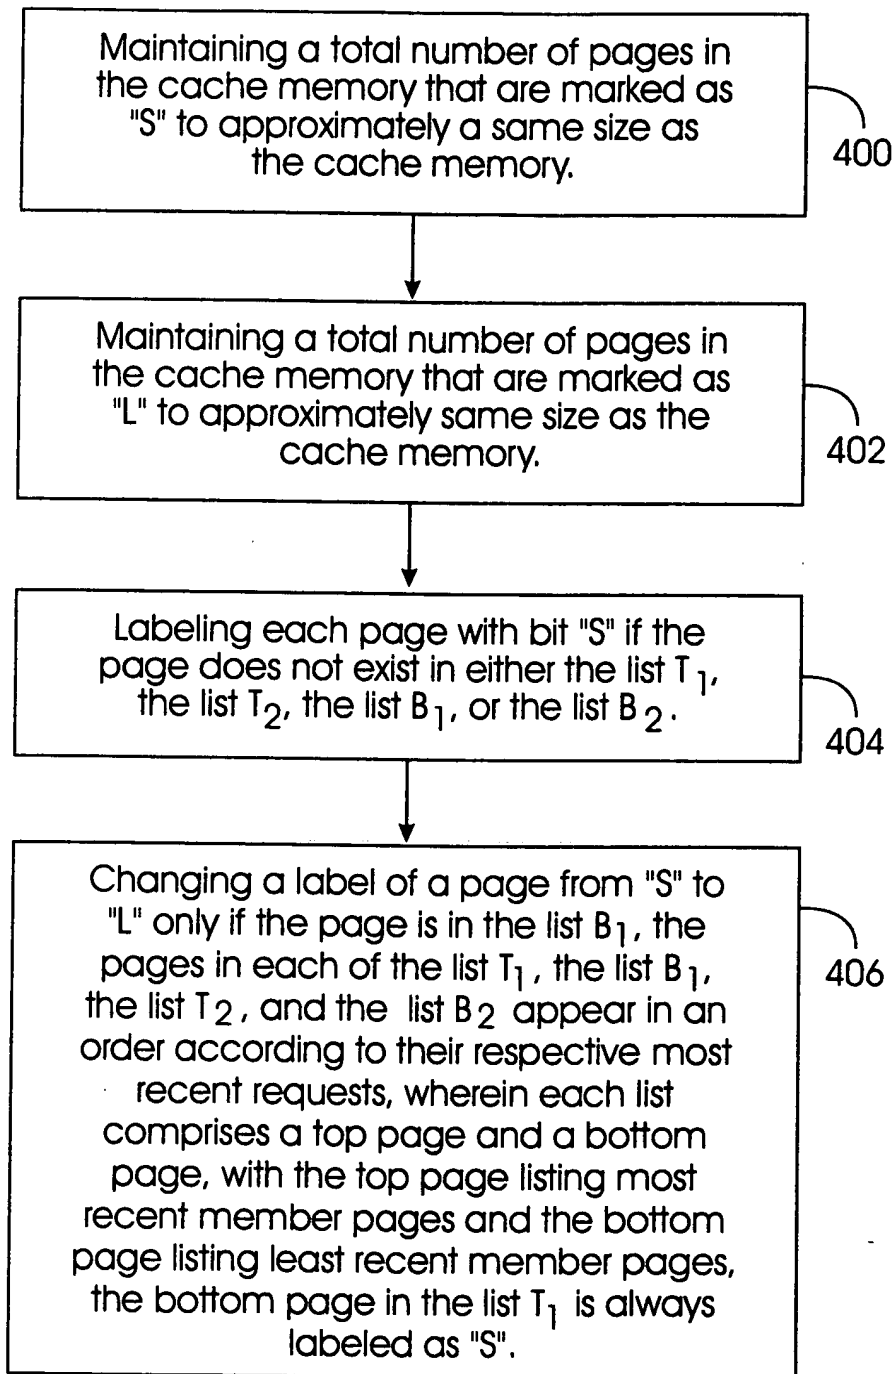 Maintaining a total number of pages in
the cache memory that are marked as
"S" to approximately a same size as
the cache memory.
400
Maintaining a total number of pages in
the cache memory that are marked as
"L" to approximately same size as the
cache memory.
402
Labeling each page with bit "S" if the
page does not exist in either the list T1,
the list T2, the list B1, or the list B2.
404
Changing a label of a page from "S" to
"L" only if the page is in the list B1, the
pages in each of the list T1, the list B1,
the list T2, and the list B2 appear in an
order according to their respective most
recent requests, wherein each list
comprises a top page and a bottom
page, with the top page listing most
recent member pages and the bottom
page listing least recent member pages,
the bottom page in the list T1 is always
labeled as "S".
406